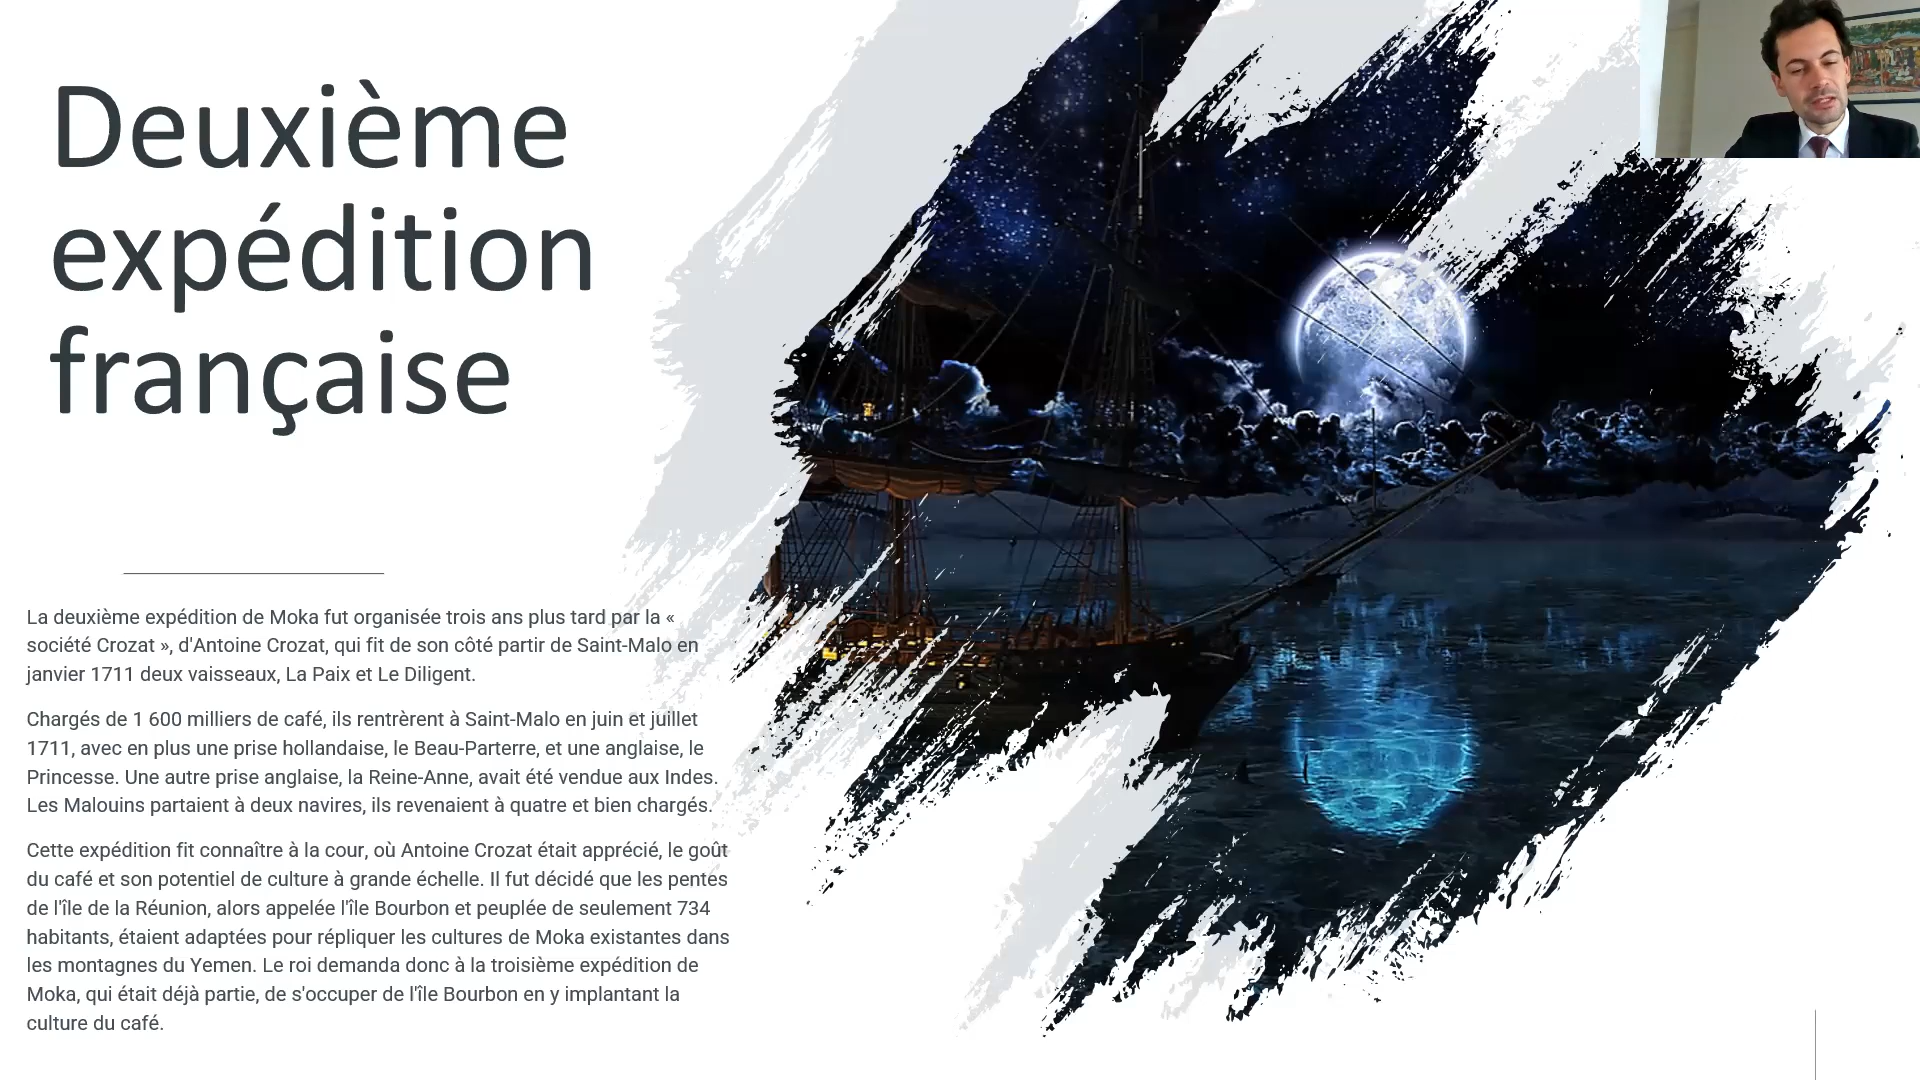 Deuxième
expédition
française
La deuxième expédition de Moka fut organisée trois ans plus tard par la «
société Crozat », d'Antoine Crozat, qui fit de son côté partir de Saint-Malo en
janvier 1711 deux vaisseaux, La Paix et Le Diligent.
Chargés de 1 600 milliers de café, ils rentrèrent à Saint-Malo en juin et juillet
1711, avec en plus une prise hollandaise, le Beau-Parterre, et une anglaise, le
Princesse. Une autre prise anglaise, la Reine-Anne, avait été vendue aux Indes.
Les Malouins partaient à deux navires, ils revenaient à quatre et bien chargés.
Cette expédition fit connaître à la cour, où Antoine Crozat était apprécié, le goût
du café et son potentiel de culture à grande échelle. Il fut décidé que les pentes
de l'île de la Réunion, alors appelée l'île Bourbon et peuplée de seulement 734
habitants, étaient adaptées pour répliquer les cultures de Moka existantes dans
les montagnes du Yemen. Le roi demanda donc à la troisième expédition de
Moka, qui était déjà partie, de s'occuper de l'île Bourbon en y implantant la
culture du café.